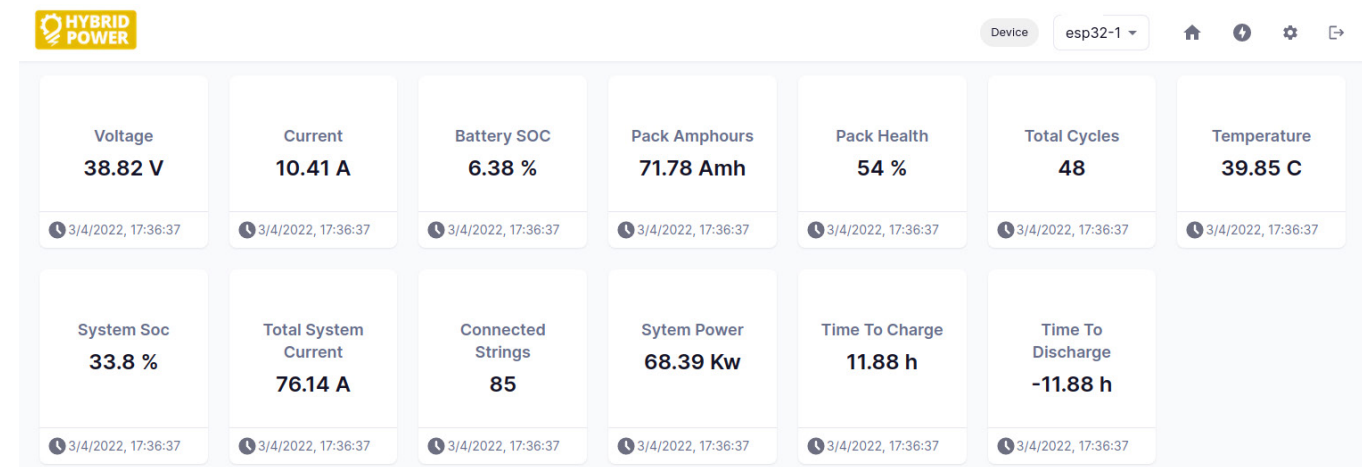 HYBRID
POWER
Device
esp32-1
Voltage
38.82 V
3/4/2022, 17:36:37
Current
10.41 A
3/4/2022, 17:36:37
Battery SOC
6.38 %
3/4/2022, 17:36:37
Pack Amphours
71.78 Amh
3/4/2022, 17:36:37
Pack Health
54 %
3/4/2022, 17:36:37
Total Cycles
48
3/4/2022, 17:36:37
Temperature
39.85 C
3/4/2022, 17:36:37
System Soc
33.8 %
3/4/2022, 17:36:37
Total System
Current
76.14 A
3/4/2022, 17:36:37
Connected
Strings
85
3/4/2022, 17:36:37
Sytem Power
68.39 Kw
3/4/2022, 17:36:37
Time To Charge
11.88 h
3/4/2022, 17:36:37
Time To
Discharge
-11.88 h
3/4/2022, 17:36:37